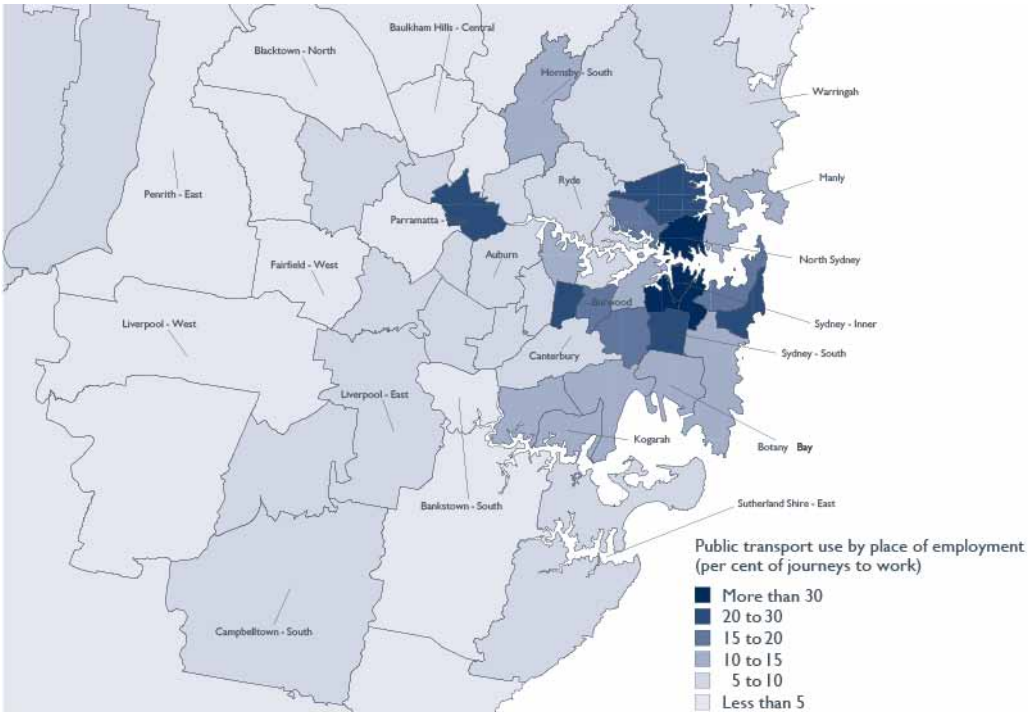 Baulkham Hills - Central
Blacktown - North
Hornsby - South
Warringah
Ryde
Manly
Penrith - East
Parramatta -
Auburn
North Sydney
Fairfield - West
Burwood
Liverpool - West
Sydney - Inner
Canterbury
Sydney - South
Liverpool - East
Kogarah
Botany Bay
Bankstown - South
Sutherland Shire - East
Public transport use by place of employment
(per cent of journeys to work)
More than 30
20 to 30
15 to 20
10 to 15
5 to 10
Less than 5
Campbelltown - South